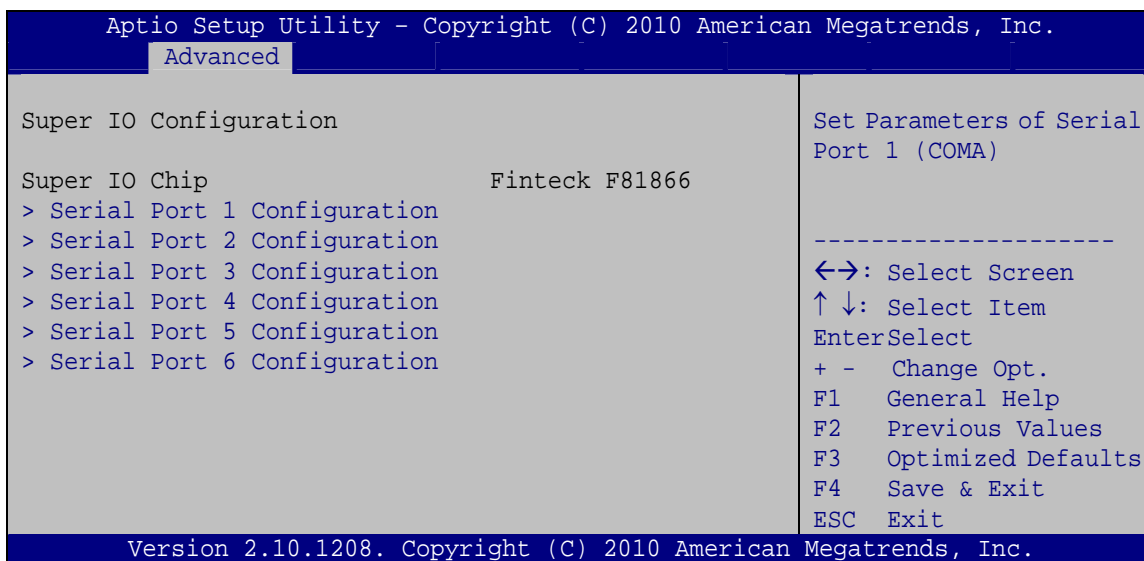 Aptio Setup Utility – Copyright (C) 2010 American Megatrends, Inc.
Advanced
Super IO Configuration
Super IO Chip Finteck F81866
> Serial Port 1 Configuration
> Serial Port 2 Configuration
> Serial Port 3 Configuration
> Serial Port 4 Configuration
> Serial Port 5 Configuration
> Serial Port 6 Configuration
Set Parameters of Serial
Port 1 (COMA)
---------------------
←→: Select Screen
↑ ↓: Select Item
EnterSelect
+ - Change Opt.
F1 General Help
F2 Previous Values
F3 Optimized Defaults
F4 Save & Exit
ESC Exit
Version 2.10.1208. Copyright (C) 2010 American Megatrends, Inc.